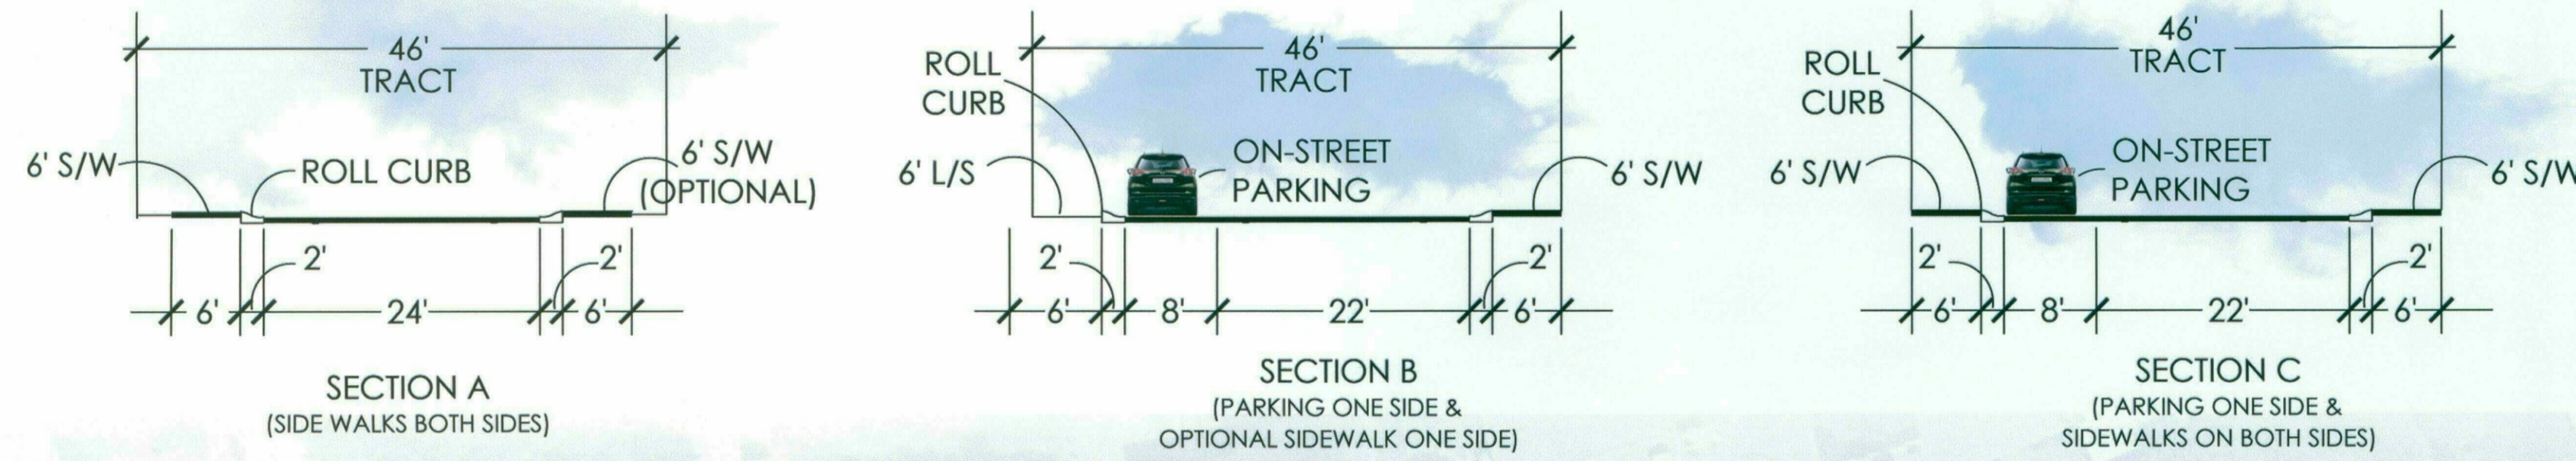 46'
TRACT
6' S/W
ROLL CURB
6' S/W
(OPTIONAL)
2'
2'
6'
24'
6'
SECTION A
(SIDE WALKS BOTH SIDES)
46'
TRACT
ROLL
CURB
6' L/S
ON-STREET
PARKING
6' S/W
2'
2'
6'
8'
22'
6'
SECTION B
(PARKING ONE SIDE &
OPTIONAL SIDEWALK ONE SIDE)
46'
TRACT
ROLL
CURB
6' S/W
ON-STREET
PARKING
6' S/W
2'
2'
6'
8'
22'
6'
SECTION C
(PARKING ONE SIDE &
SIDEWALKS ON BOTH SIDES)